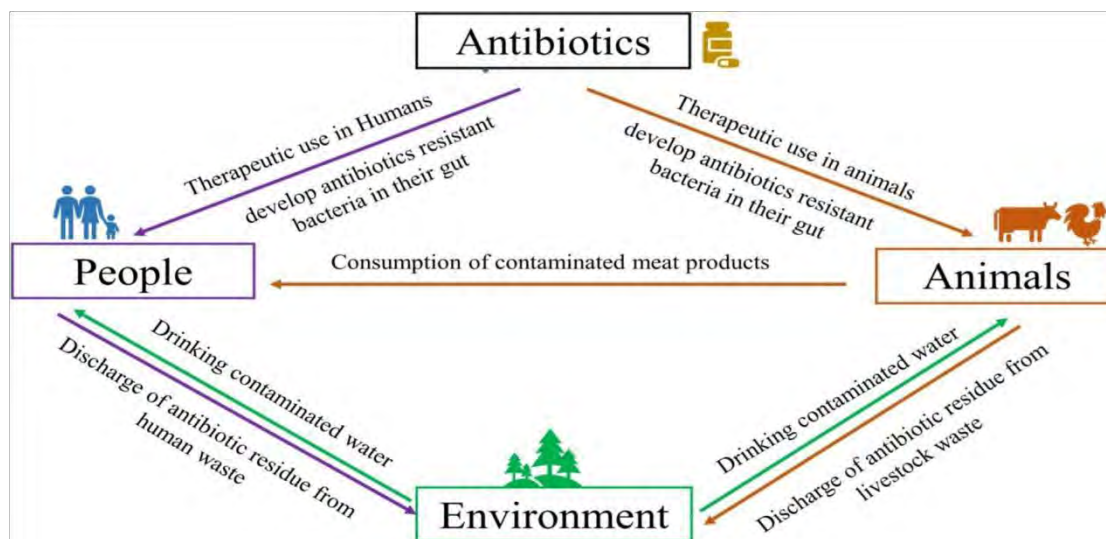 Antibiotics
Therapeutic use in Humans
develop antibiotics resistant
bacteria in their gut
Therapeutic use in animals
develop antibiotics resistant
bacteria in their gut
People
Consumption of contaminated meat products
Animals
Drinking contaminated water
Discharge of antibiotic residue from
human waste
Drinking contaminated water
Discharge of antibiotic residue from
livestock waste
Environment